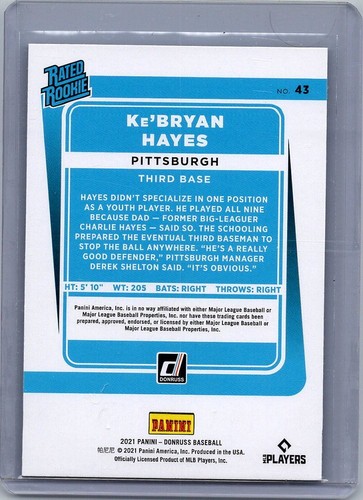 RATED
ROOKIE
NO. 43
Ke'Bryan
Hayes
PITTSBURGH
THIRD BASE
HAYES DIDN'T SPECIALIZE IN ONE POSITION
AS A YOUTH PLAYER. HE PLAYED ALL NINE
BECAUSE DAD — FORMER BIG-LEAGUER
CHARLIE HAYES — SAID SO. THE SCHOOLING
PREPARED THE EVENTUAL THIRD BASEMAN TO
STOP THE BALL ANYWHERE. "HE'S A REALLY
GOOD DEFENDER," PITTSBURGH MANAGER
DEREK SHELTON SAID. "IT'S OBVIOUS."
HT: 5' 10" WT: 205 BATS: RIGHT THROWS: RIGHT
Panini America, Inc. is in no way affiliated with either Major League Baseball or
Major League Baseball Properties, Inc. nor have these trading cards been
prepared, approved, endorsed, or licensed by either Major League Baseball or
Major League Baseball Properties, Inc.
D
DONRUSS
PANINI
2021 PANINI – DONRUSS BASEBALL
帕尼尼 © 2021 Panini America, Inc. Produced in the USA.
Officially Licensed Product of MLB Players, Inc.
MLB PLAYERS